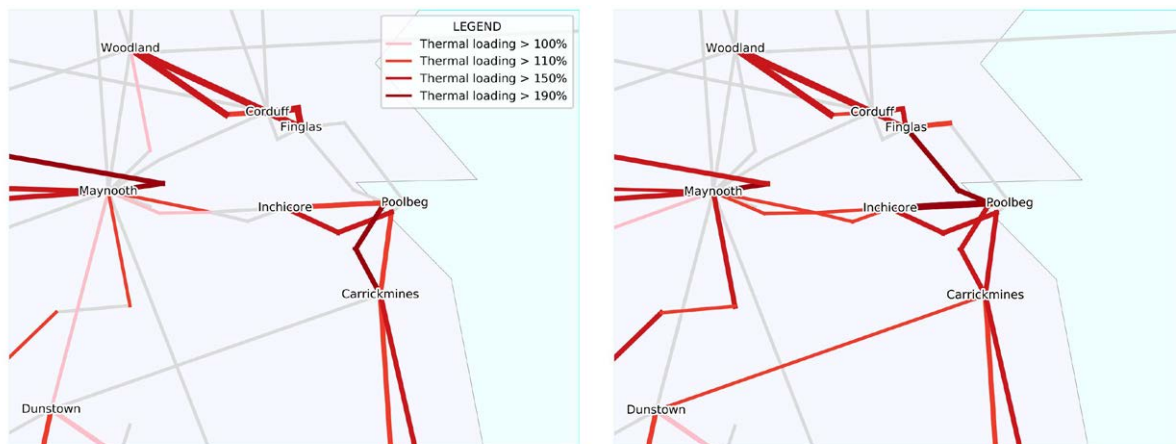 LEGEND
Thermal loading > 100%
Thermal loading > 110%
Thermal loading > 150%
Thermal loading > 190%
Woodland
Corduff
Finglas
Maynooth
Inchicore
Poolbeg
Carrickmines
Dunstown
Woodland
Corduff
Finglas
Maynooth
Inchicore
Poolbeg
Carrickmines
Dunstown